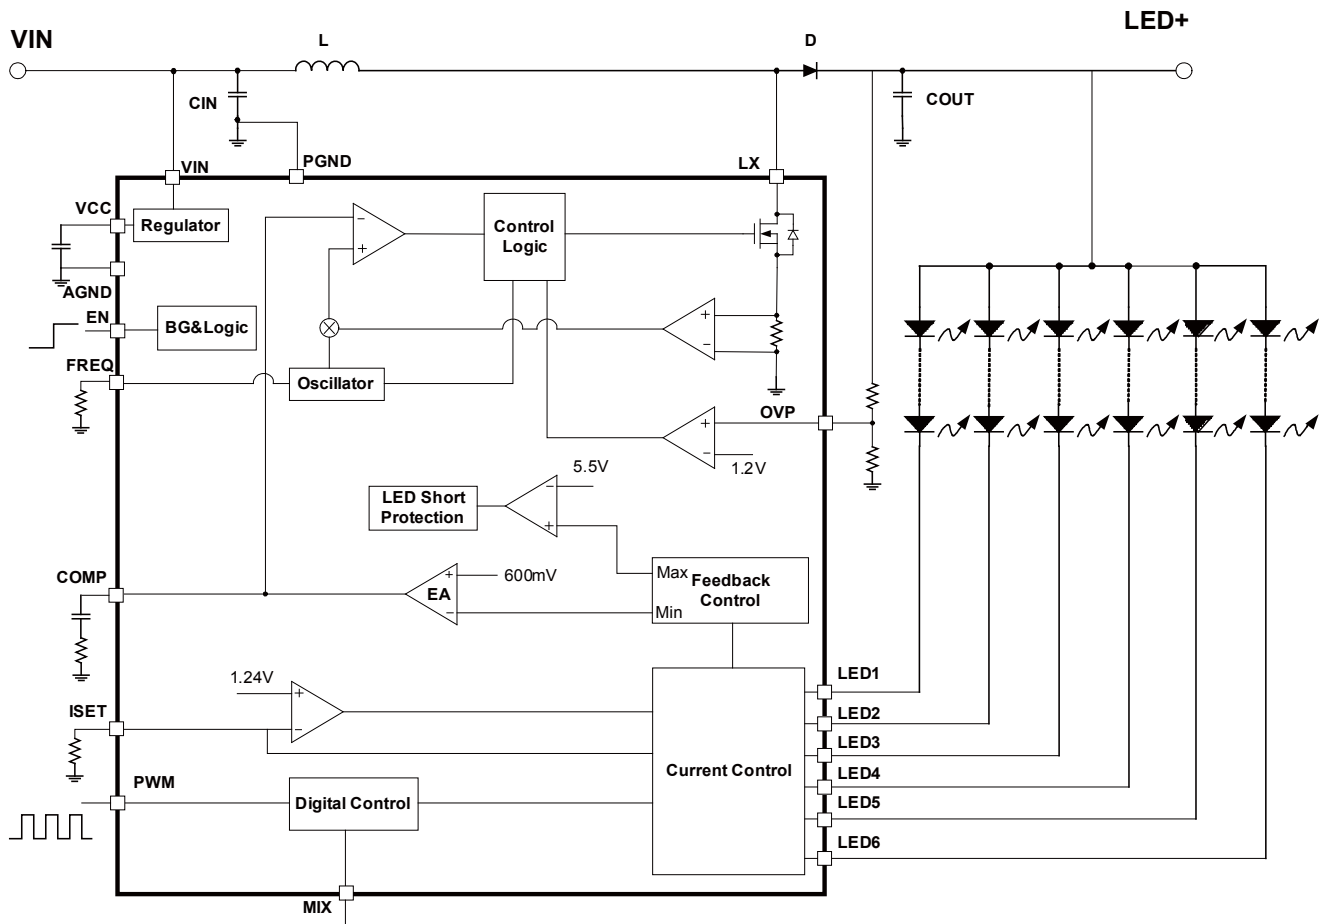 LED+
VIN
L
D
CIN
COUT
VIN
PGND
LX
VCC
Regulator
Control
Logic
AGND
EN
BG&Logic
FREQ
Oscillator
OVP
1.2V
5.5V
LED Short
Protection
COMP
EA
600mV
Max
Feedback
Control
Min
1.24V
ISET
LED1
LED2
LED3
LED4
LED5
LED6
Current Control
PWM
Digital Control
MIX